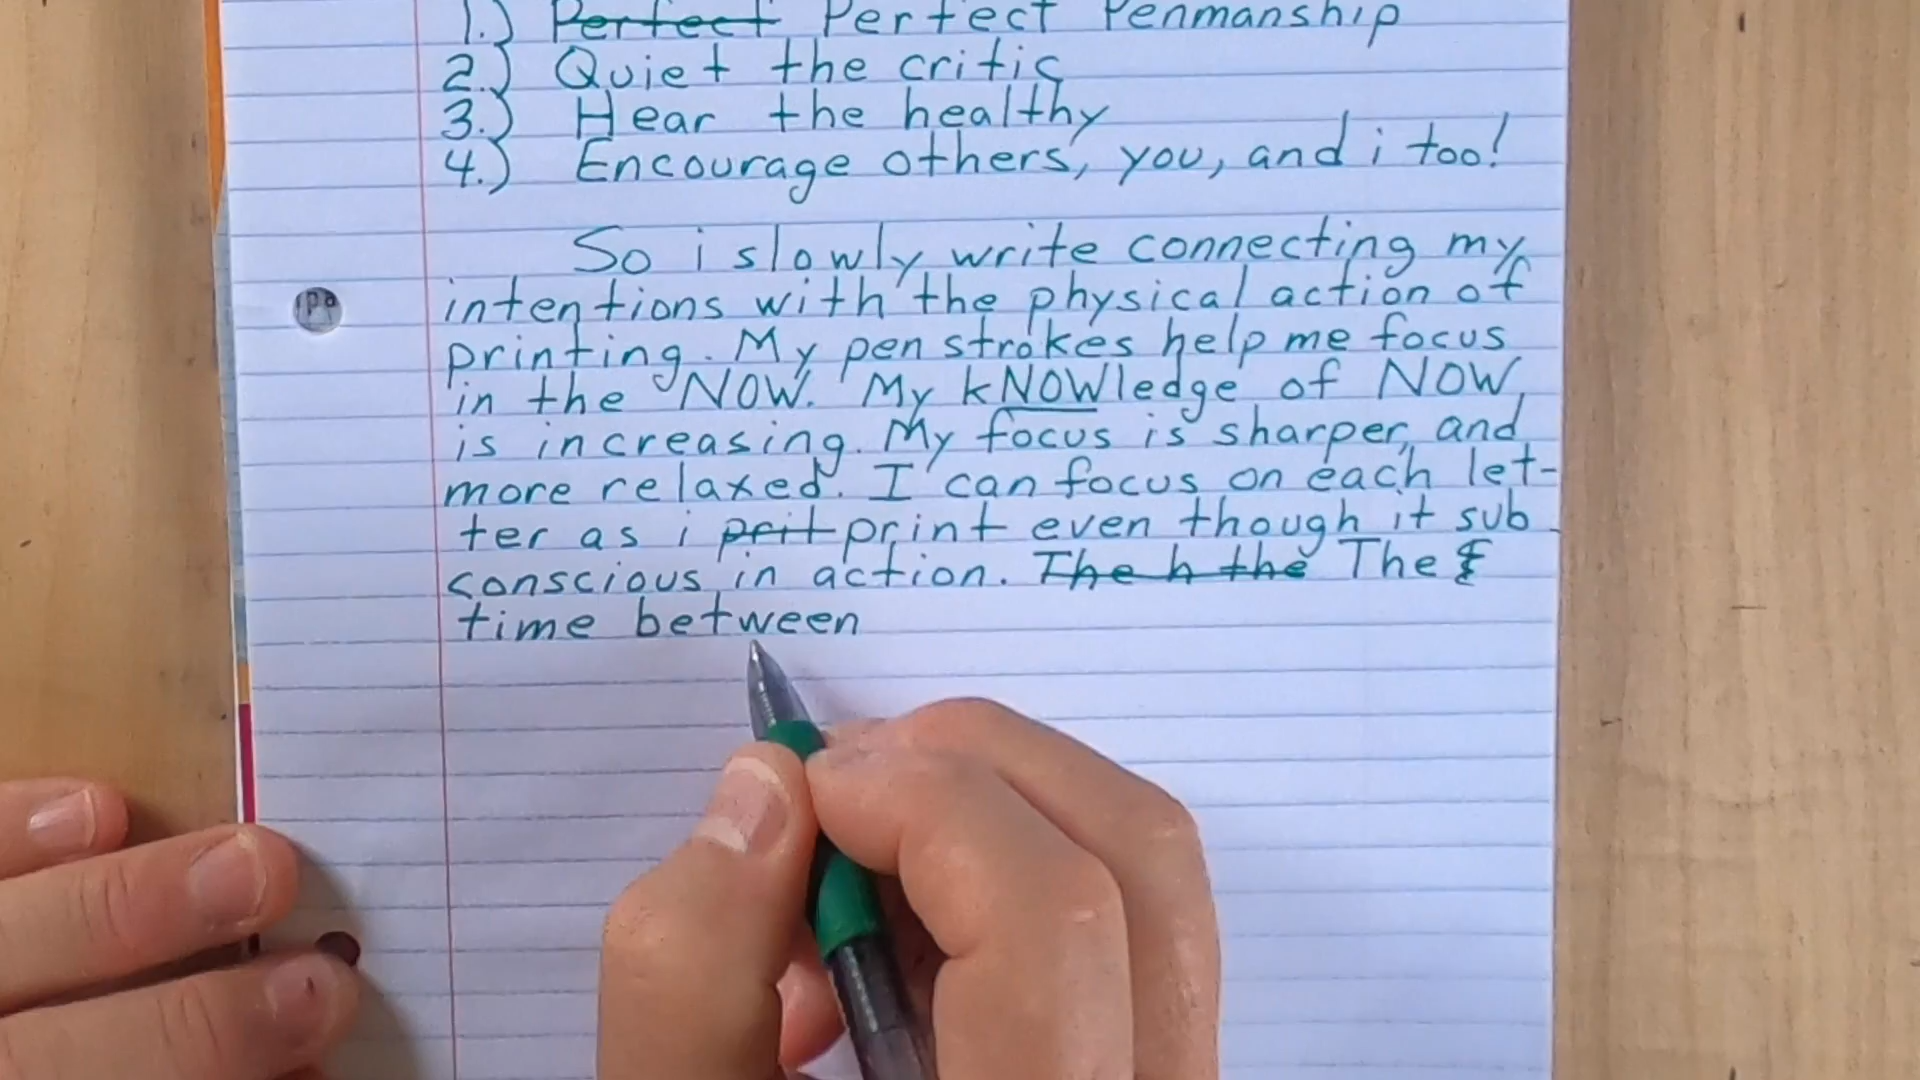 1.) Perfect Perfect Penmanship
2.) Quiet the critic
3.) Hear the healthy
4.) Encourage others, you, and i too!
So i slowly write connecting my
intentions with the physical action of
printing. My pen strokes help me focus
in the NOW. My kNOWledge of NOW
is increasing. My focus is sharper, and
more relaxed. I can focus on each let-
ter as i prit print even though it sub
conscious in action. The h the The
time between